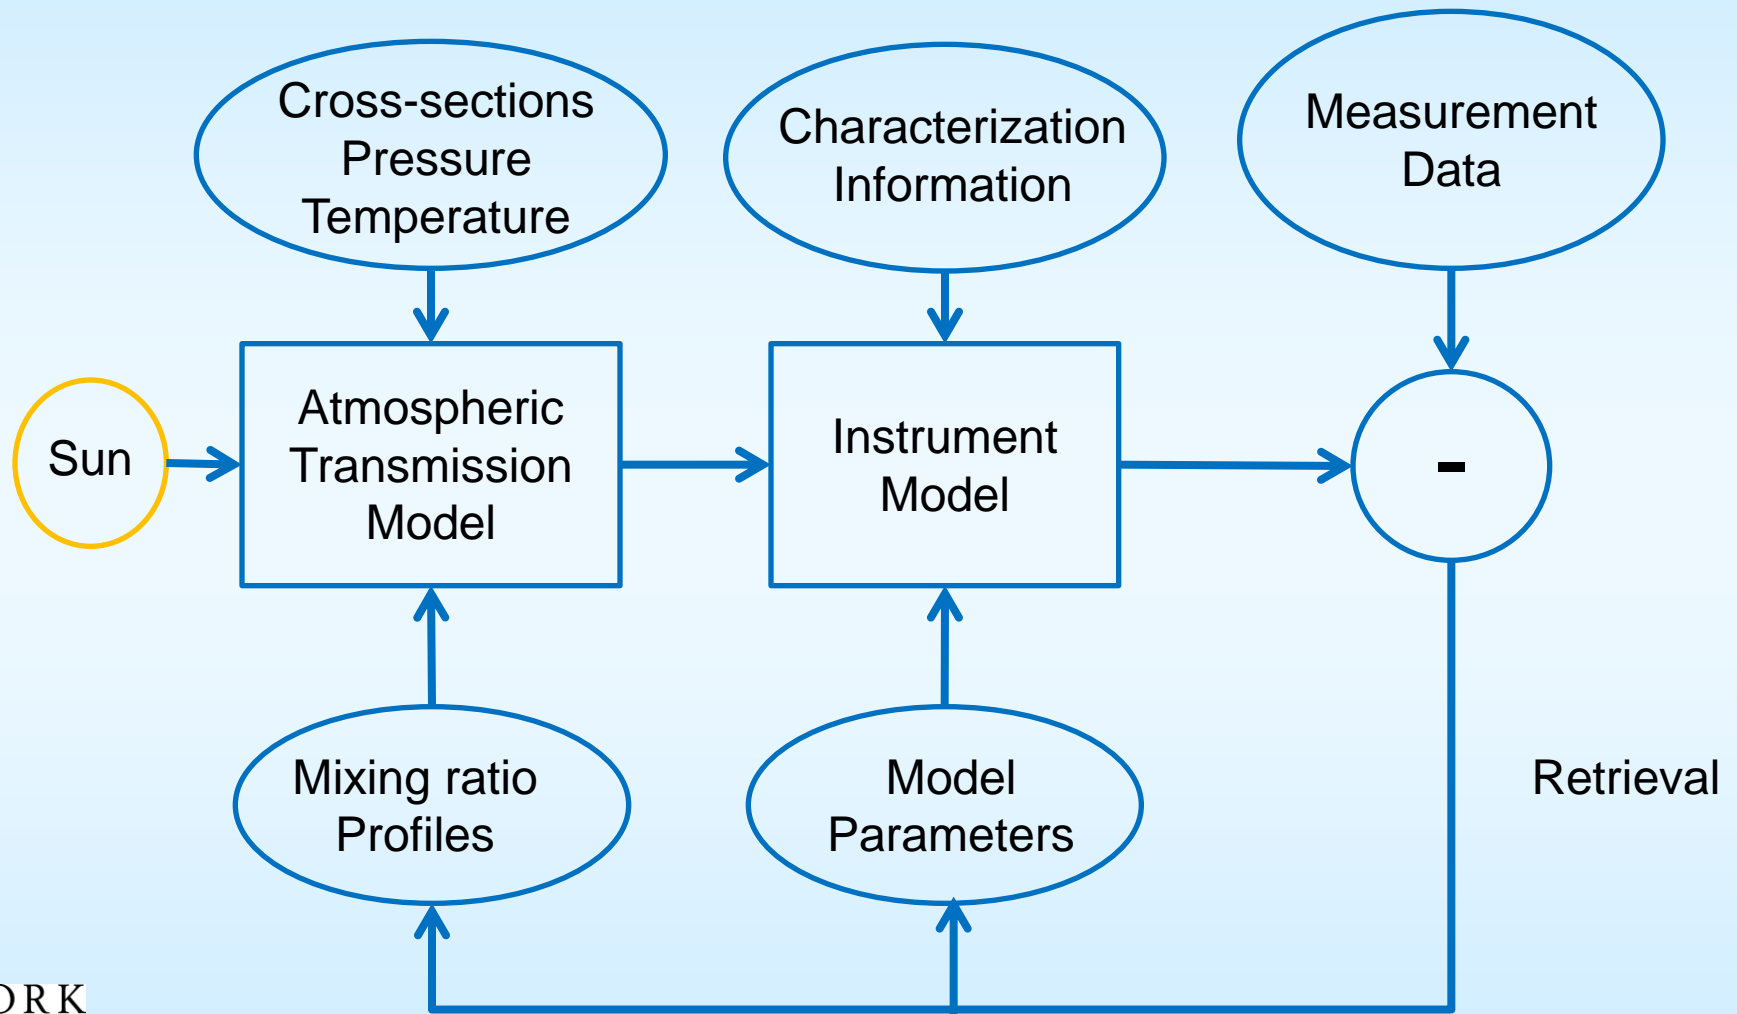 Cross-sections
Pressure
Temperature
Characterization
Information
Measurement
Data
Sun
Atmospheric
Transmission
Model
Instrument
Model
-
Mixing ratio
Profiles
Model
Parameters
Retrieval
ORK